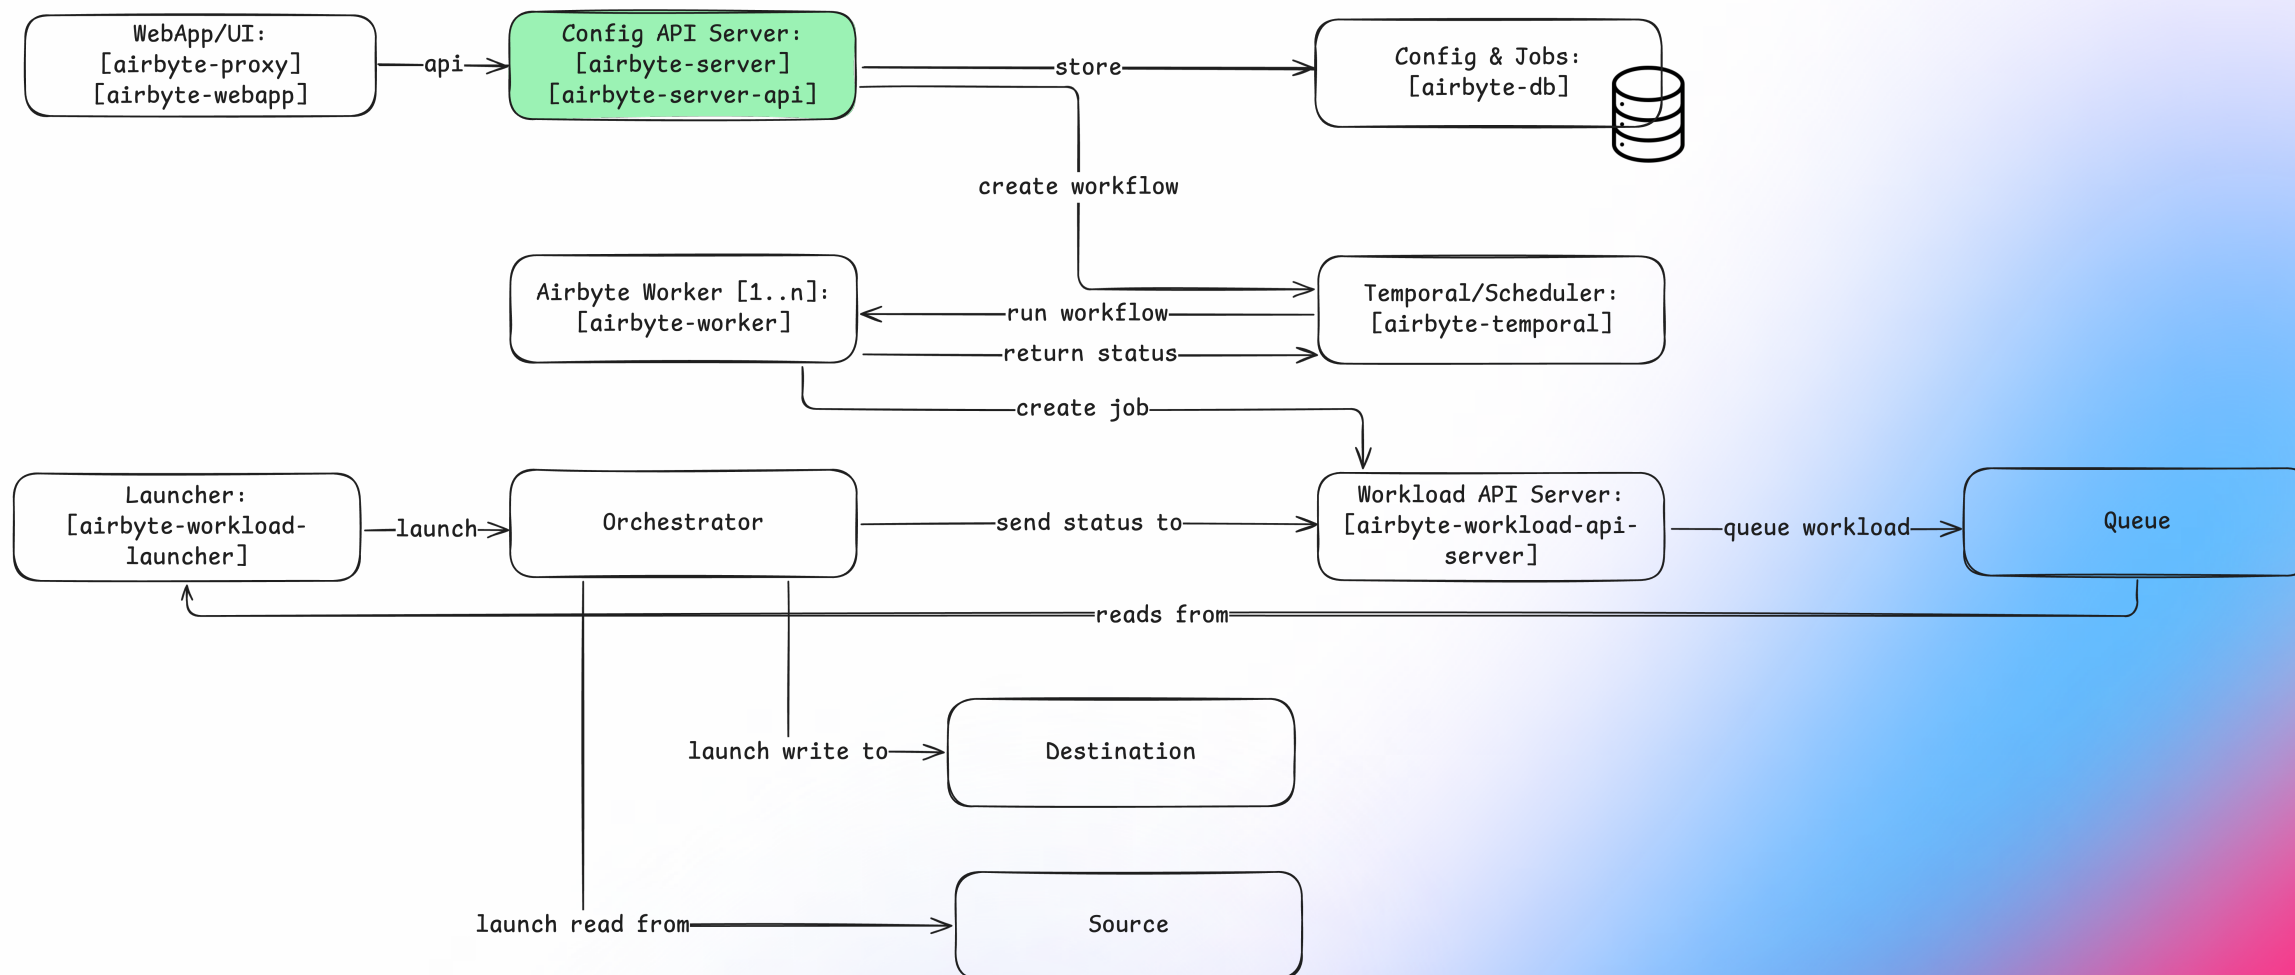 WebApp/UI:
[airbyte-proxy]
[airbyte-webapp]
api
Config API Server:
[airbyte-server]
[airbyte-server-api]
store
Config & Jobs:
[airbyte-db]
create workflow
Airbyte Worker [1..n]:
[airbyte-worker]
run workflow
return status
Temporal/Scheduler:
[airbyte-temporal]
create job
Launcher:
[airbyte-workload-
launcher]
launch
Orchestrator
send status to
Workload API Server:
[airbyte-workload-api-
server]
queue workload
Queue
reads from
launch write to
Destination
launch read from
Source